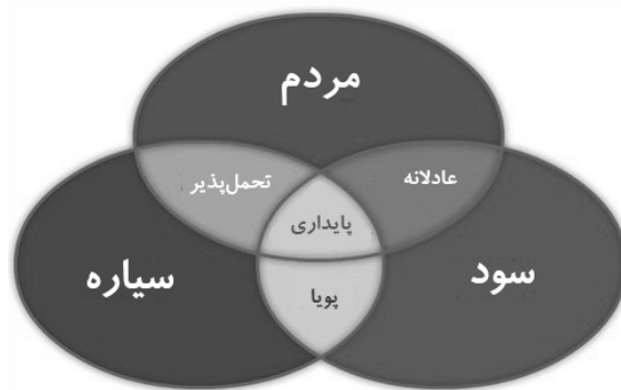 مردم
عادلانه
تحمل‌پذیر
پایداری
سود
سیاره
پویا